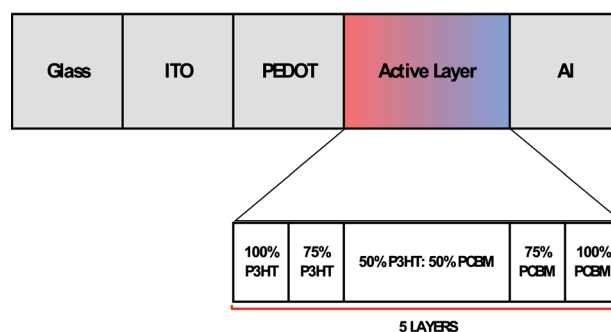 Glass
ITO
PEDOT
Active Layer
Al
100%
P3HT
75%
P3HT
50% P3HT: 50% PCBM
75%
PCBM
100%
PCBM
5 LAYERS